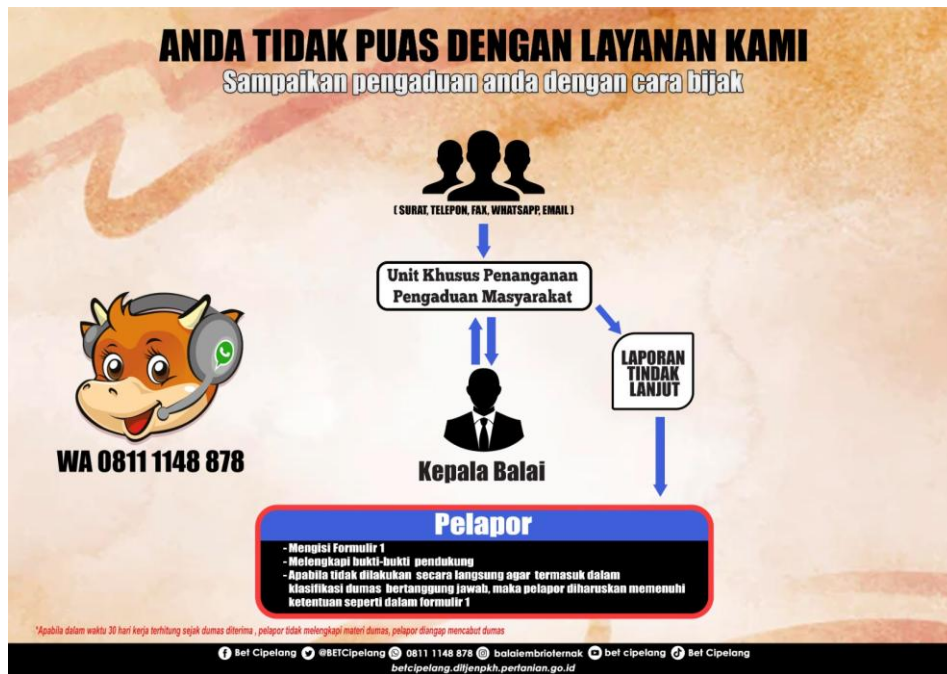 ANDA TIDAK PUAS DENGAN LAYANAN KAMI
Sampaikan pengaduan anda dengan cara bijak
( SURAT, TELEPON, FAX, WHATSAPP, EMAIL )
Unit Khusus Penanganan
Pengaduan Masyarakat
LAPORAN
TINDAK
LANJUT
WA 0811 1148 878
Kepala Balai
Pelapor
- Mengisi Formulir 1
- Melengkapi bukti-bukti pendukung
- Apabila tidak dilakukan secara langsung agar termasuk dalam
klasifikasi dumas bertanggung jawab, maka pelapor diharuskan memenuhi
ketentuan seperti dalam formulir 1
*Apabila dalam waktu 30 hari kerja terhitung sejak dumas diterima , pelapor tidak melengkapi materi dumas, pelapor diangap mencabut dumas
Bet Cipelang @BETCipelang 0811 1148 878 balaiembrioternak bet cipelang Bet Cipelang
betcipelang.ditjenpkh.pertanian.go.id